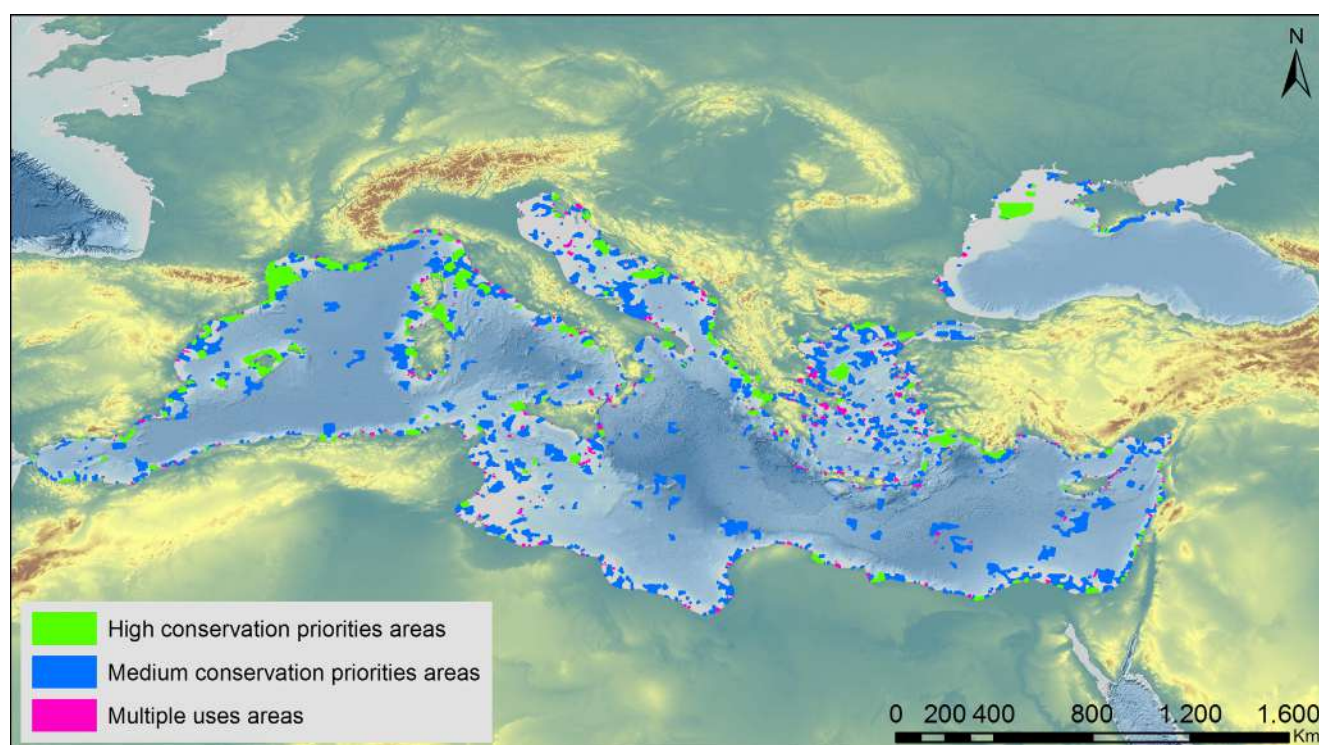 N
High conservation priorities areas
Medium conservation priorities areas
Multiple uses areas
0 200 400 800 1.200 1.600
Km